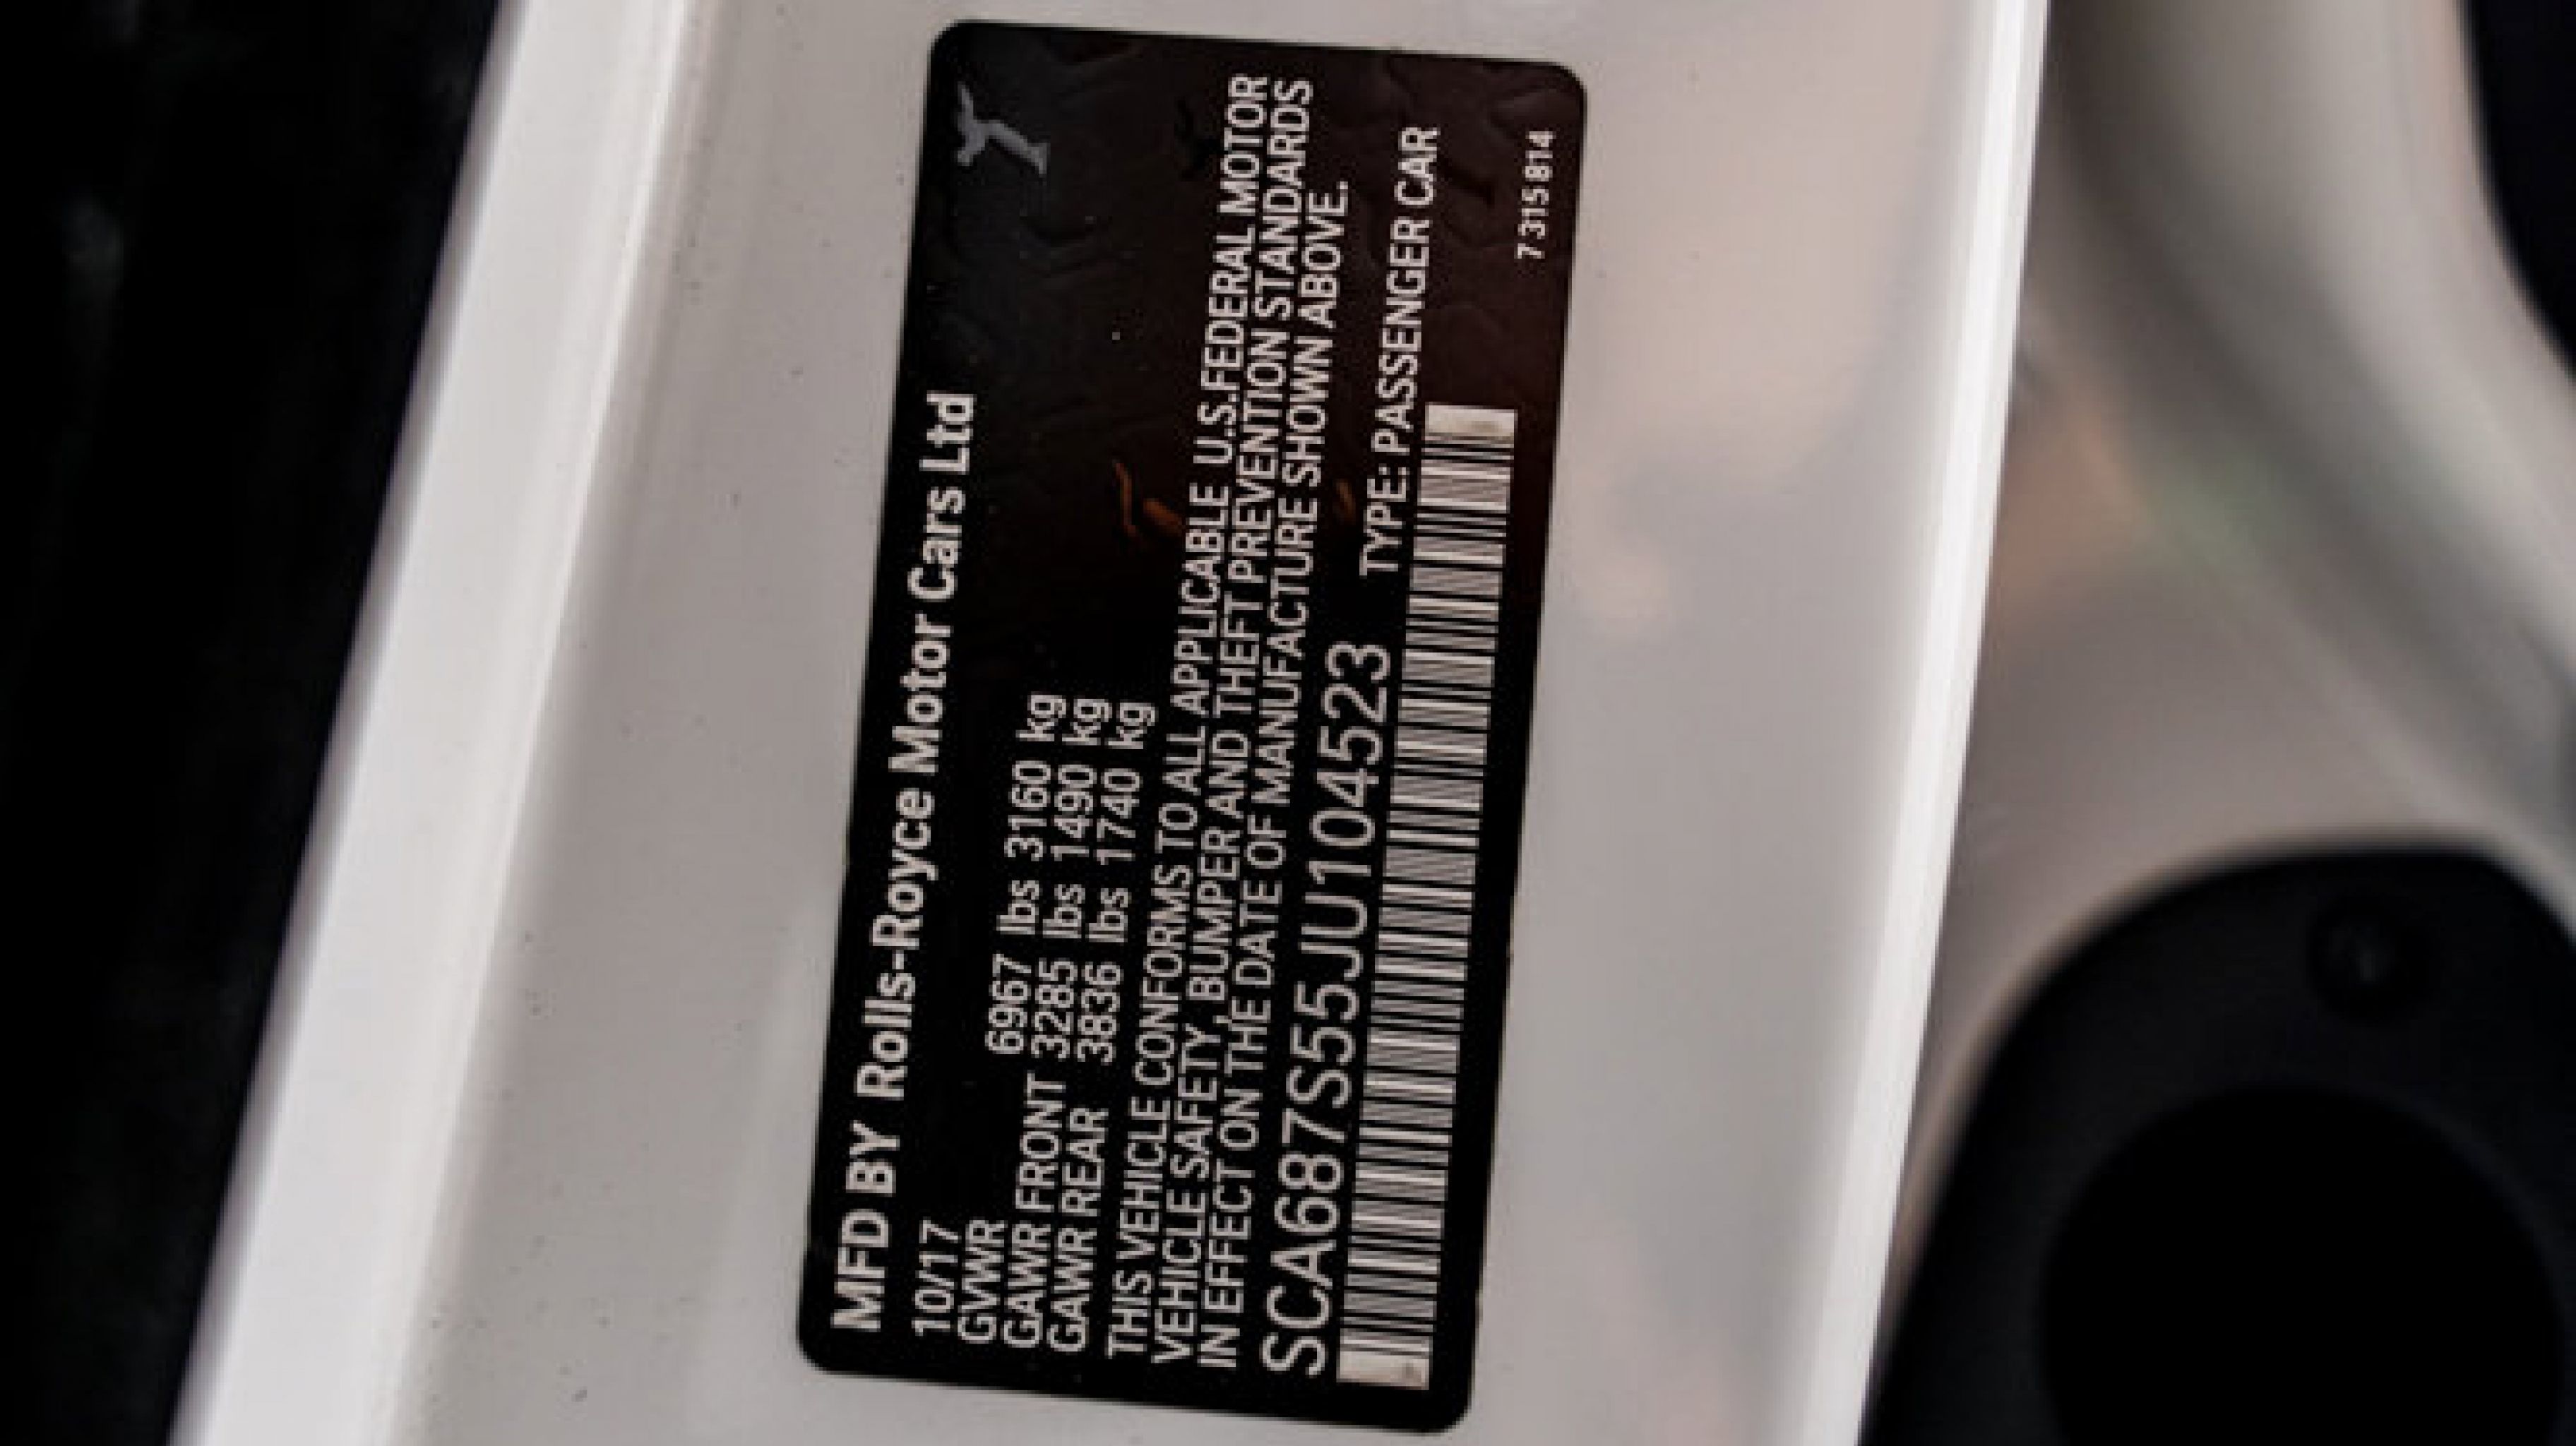 MFD BY Rolls-Royce Motor Cars Ltd
10/17
GVWR 6967 lbs 3160 kg
GAWR FRONT 3285 lbs 1490 kg
GAWR REAR 3836 lbs 1740 kg
THIS VEHICLE CONFORMS TO ALL APPLICABLE U.S.FEDERAL MOTOR
VEHICLE SAFETY, BUMPER AND THEFT PREVENTION STANDARDS
IN EFFECT ON THE DATE OF MANUFACTURE SHOWN ABOVE.
SCA687S55JU104523 TYPE: PASSENGER CAR
7 315 814